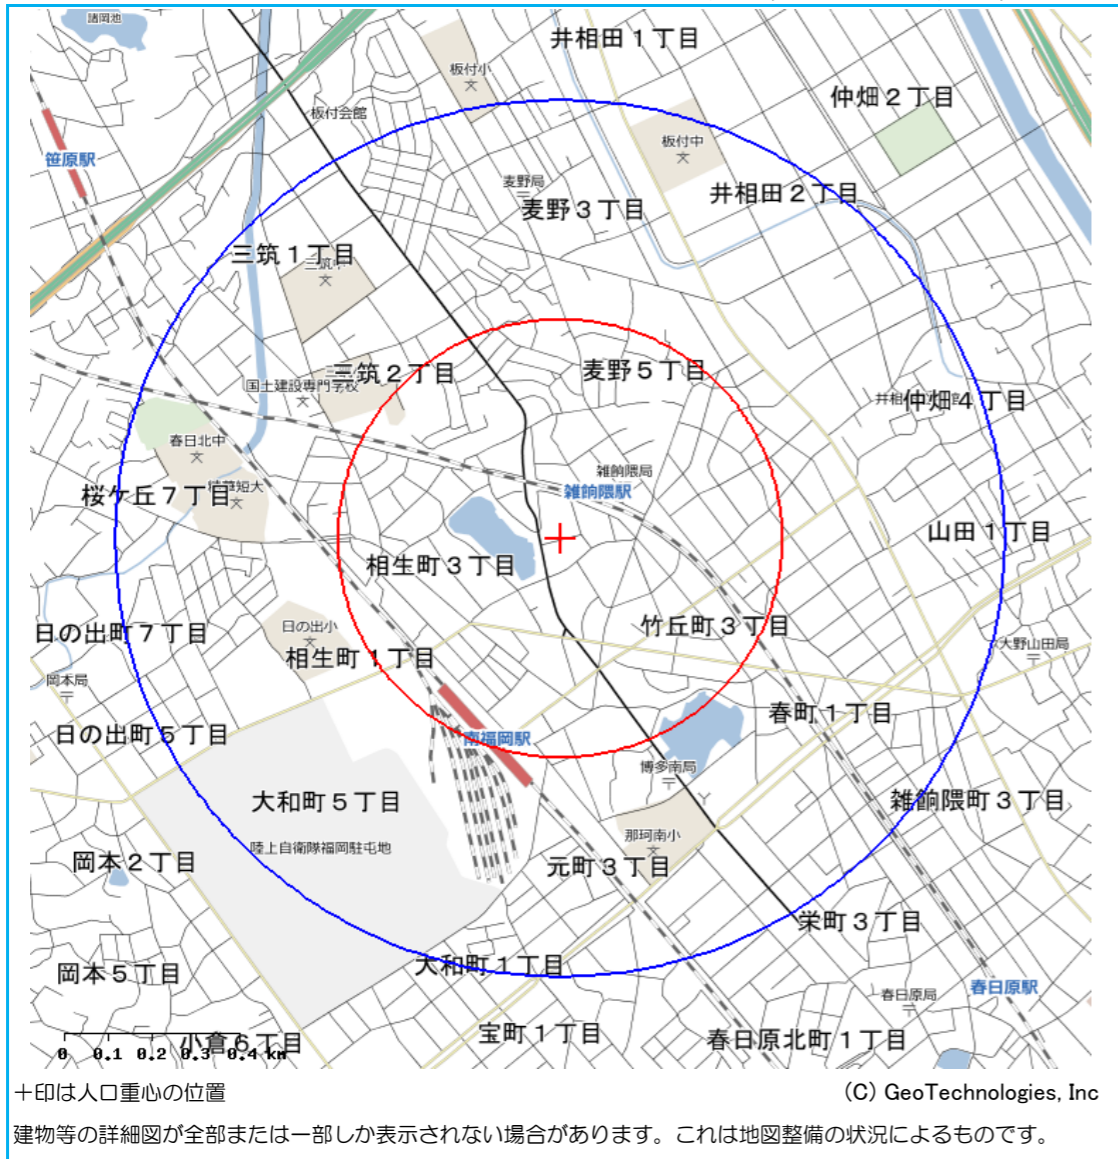 諸岡池
井相田１丁目
板付小
仲畑２丁目
板付会館
板付中
笹原駅
麦野局
井相田２丁目
麦野３丁目
三筑１丁目
三筑中
麦野５丁目
三筑２丁目
国土建設専門学校
仲畑４丁目
春日北中
雑餉隈局
雑餉隈駅
桜ケ丘７丁目
精華短大
山田１丁目
相生町３丁目
日の出小
竹丘町３丁目
日の出町７丁目
大野山田局
相生町１丁目
岡本局
春町１丁目
日の出町５丁目
南福岡駅
博多南局
大和町５丁目
雑餉隈町３丁目
那珂南小
陸上自衛隊福岡駐屯地
岡本２丁目
元町３丁目
栄町３丁目
大和町１丁目
岡本５丁目
春日原駅
春日原局
宝町１丁目
春日原北町１丁目
小倉６丁目
0 0.1 0.2 0.3 0.4 km
＋印は人口重心の位置
(C) GeoTechnologies, Inc
建物等の詳細図が全部または一部しか表示されない場合があります。これは地図整備の状況によるものです。